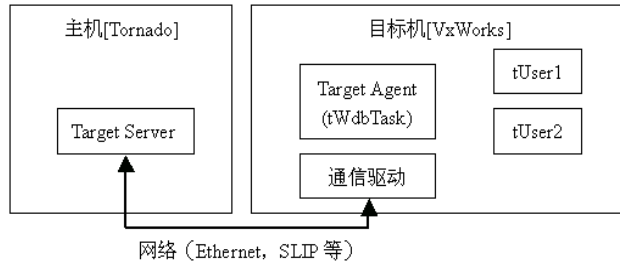 主机[Tornado]
目标机[VxWorks]
Target Server
Target Agent
(tWdbTask)
tUser1
tUser2
通信驱动
网络（Ethernet，SLIP 等）